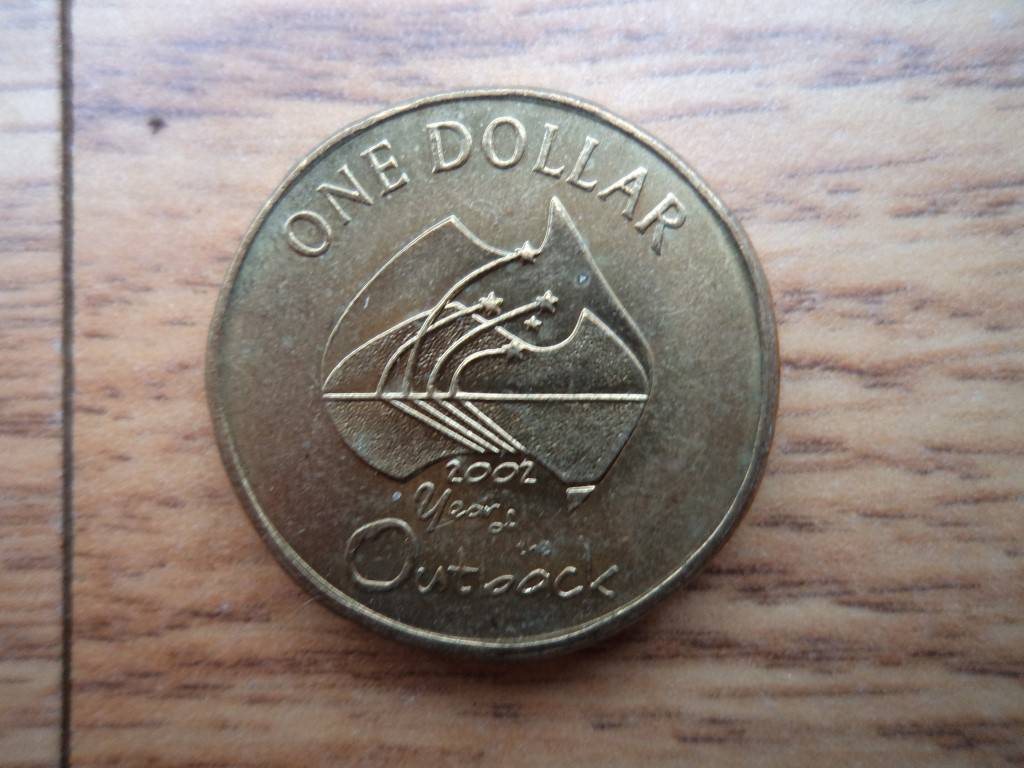 ONE DOLLAR
2002
Year of
the
Outback